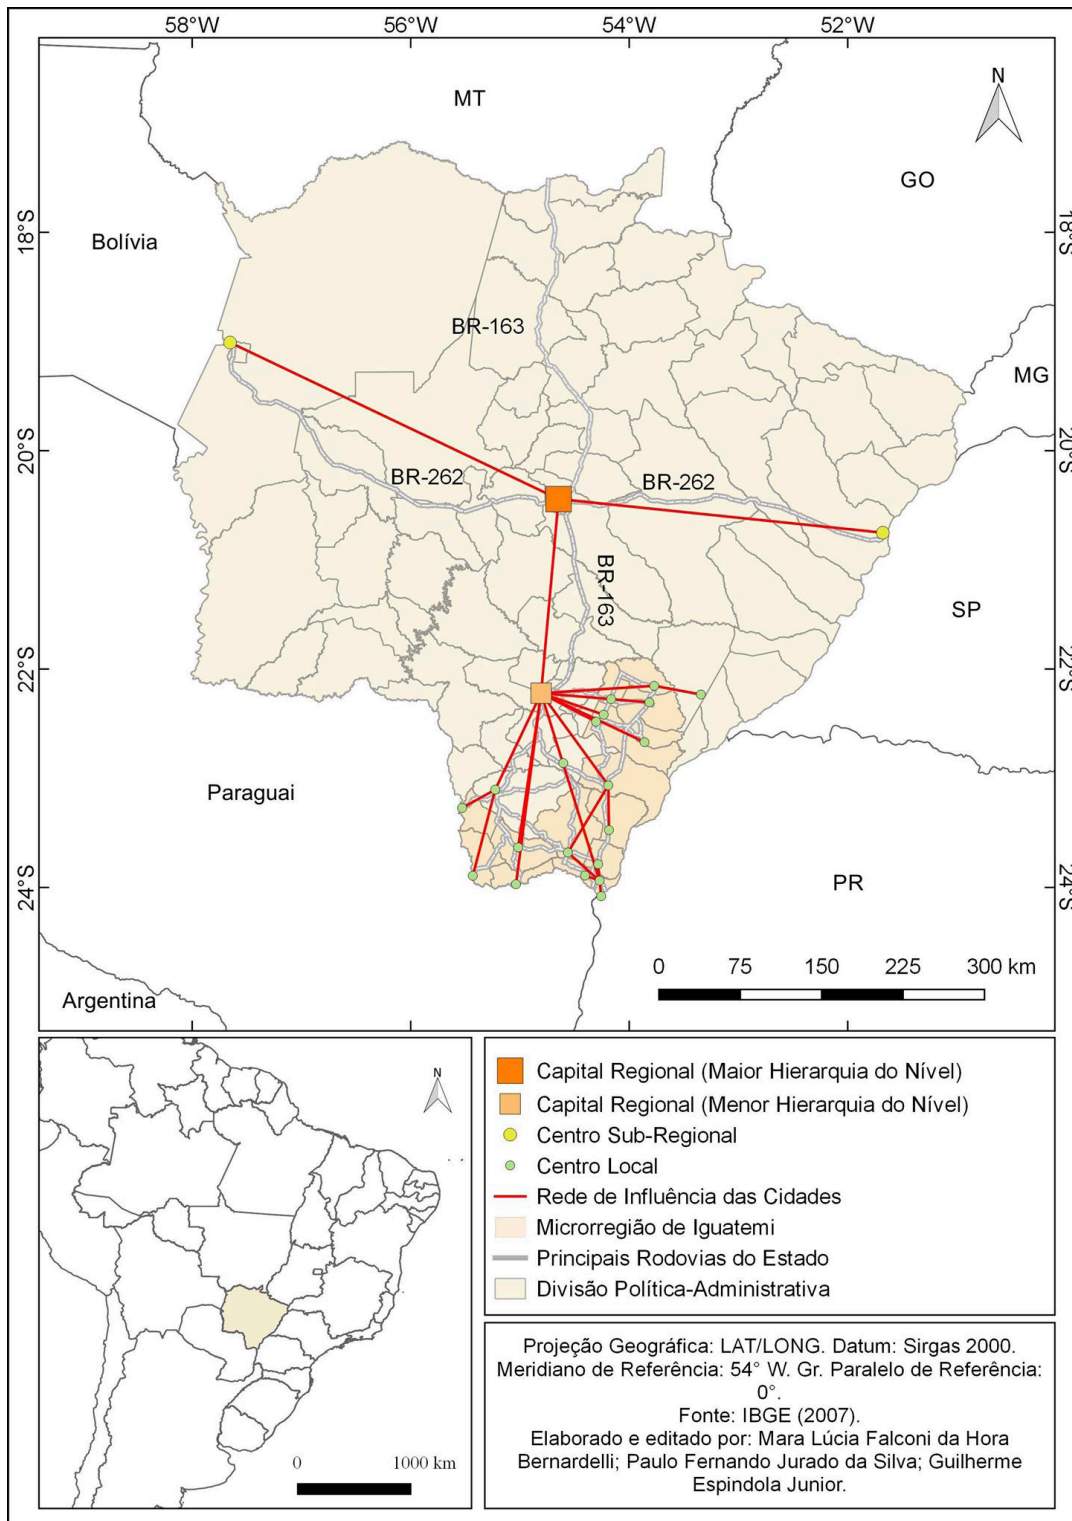 58°W
56°W
54°W
52°W
N
MT
GO
18°S
18°S
Bolívia
BR-163
MG
20°S
20°S
BR-262
BR-262
BR-163
SP
22°S
22°S
Paraguai
24°S
24°S
PR
0 75 150 225 300 km
Argentina
N
0 1000 km
Capital Regional (Maior Hierarquia do Nível)
Capital Regional (Menor Hierarquia do Nível)
Centro Sub-Regional
Centro Local
Rede de Influência das Cidades
Microrregião de Iguatemi
Principais Rodovias do Estado
Divisão Política-Administrativa
Projeção Geográfica: LAT/LONG. Datum: Sirgas 2000.
Meridiano de Referência: 54° W. Gr. Paralelo de Referência:
0°.
Fonte: IBGE (2007).
Elaborado e editado por: Mara Lúcia Falconi da Hora
Bernardelli; Paulo Fernando Jurado da Silva; Guilherme
Espindola Junior.